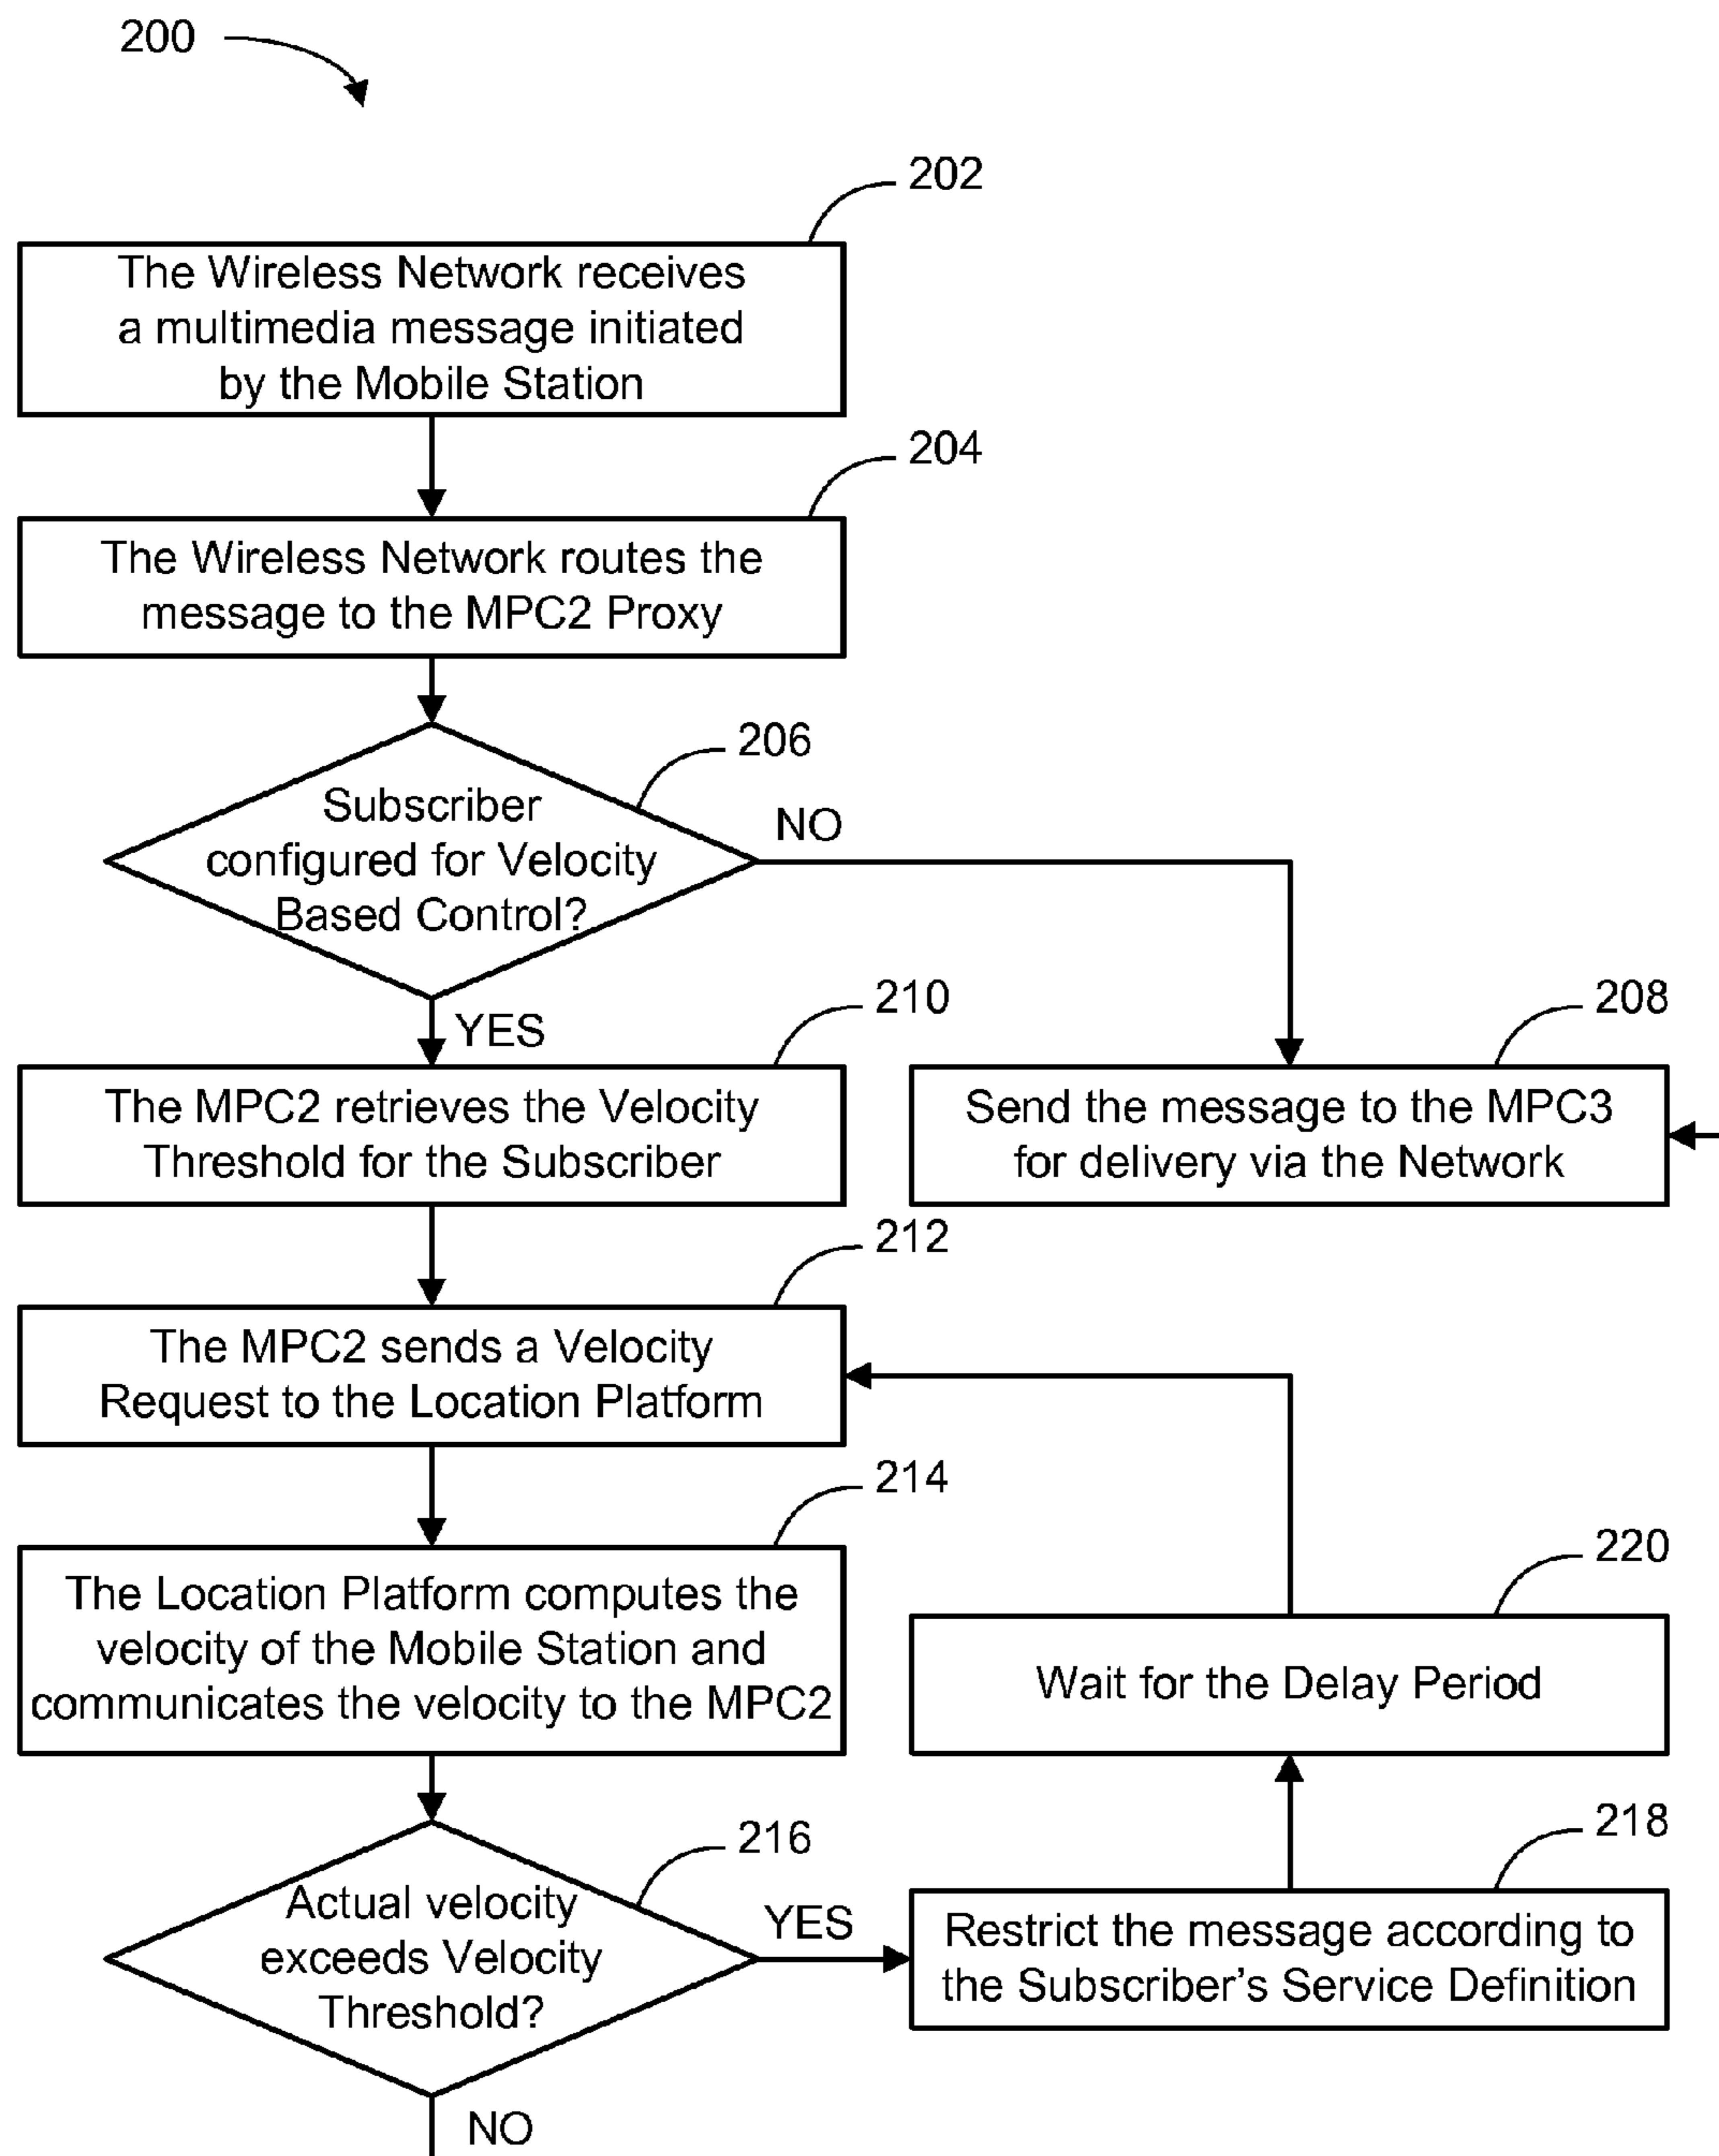 200
202
The Wireless Network receives
a multimedia message initiated
by the Mobile Station
204
The Wireless Network routes the
message to the MPC2 Proxy
206
Subscriber
configured for Velocity
Based Control?
NO
YES
210
The MPC2 retrieves the Velocity
Threshold for the Subscriber
208
Send the message to the MPC3
for delivery via the Network
212
The MPC2 sends a Velocity
Request to the Location Platform
214
The Location Platform computes the
velocity of the Mobile Station and
communicates the velocity to the MPC2
220
Wait for the Delay Period
216
Actual velocity
exceeds Velocity
Threshold?
YES
218
Restrict the message according to
the Subscriber’s Service Definition
NO